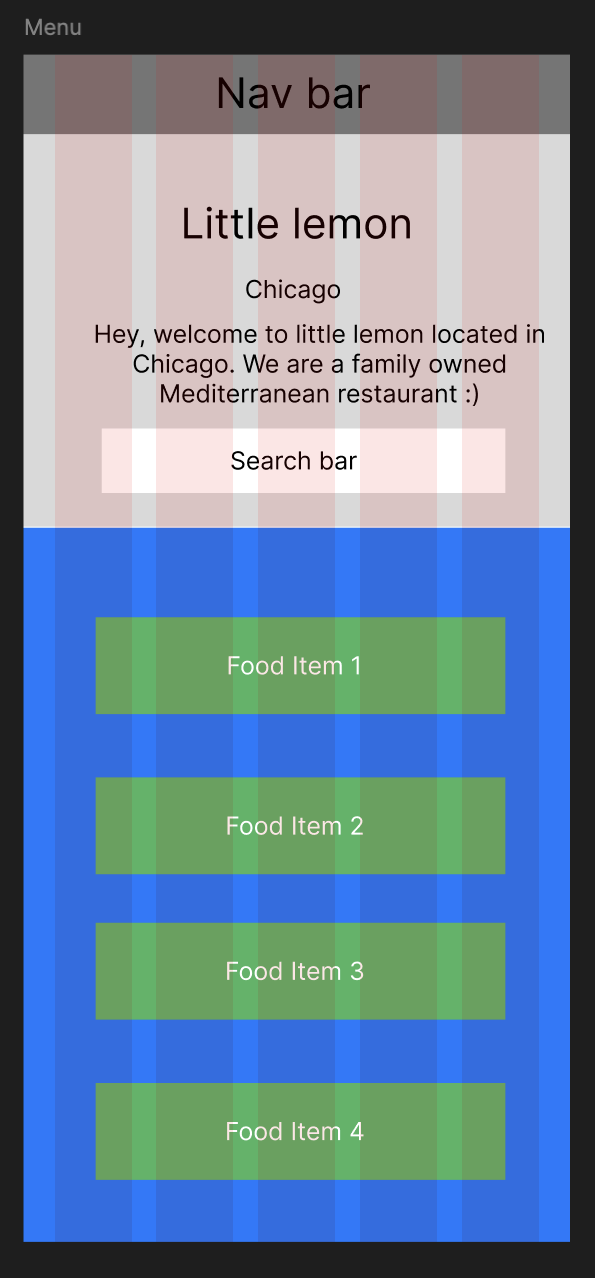 Menu
Nav bar
Little lemon
Chicago
Hey, welcome to little lemon located in
Chicago. We are a family owned
Mediterranean restaurant :)
Search bar
Food Item 1
Food Item 2
Food Item 3
Food Item 4